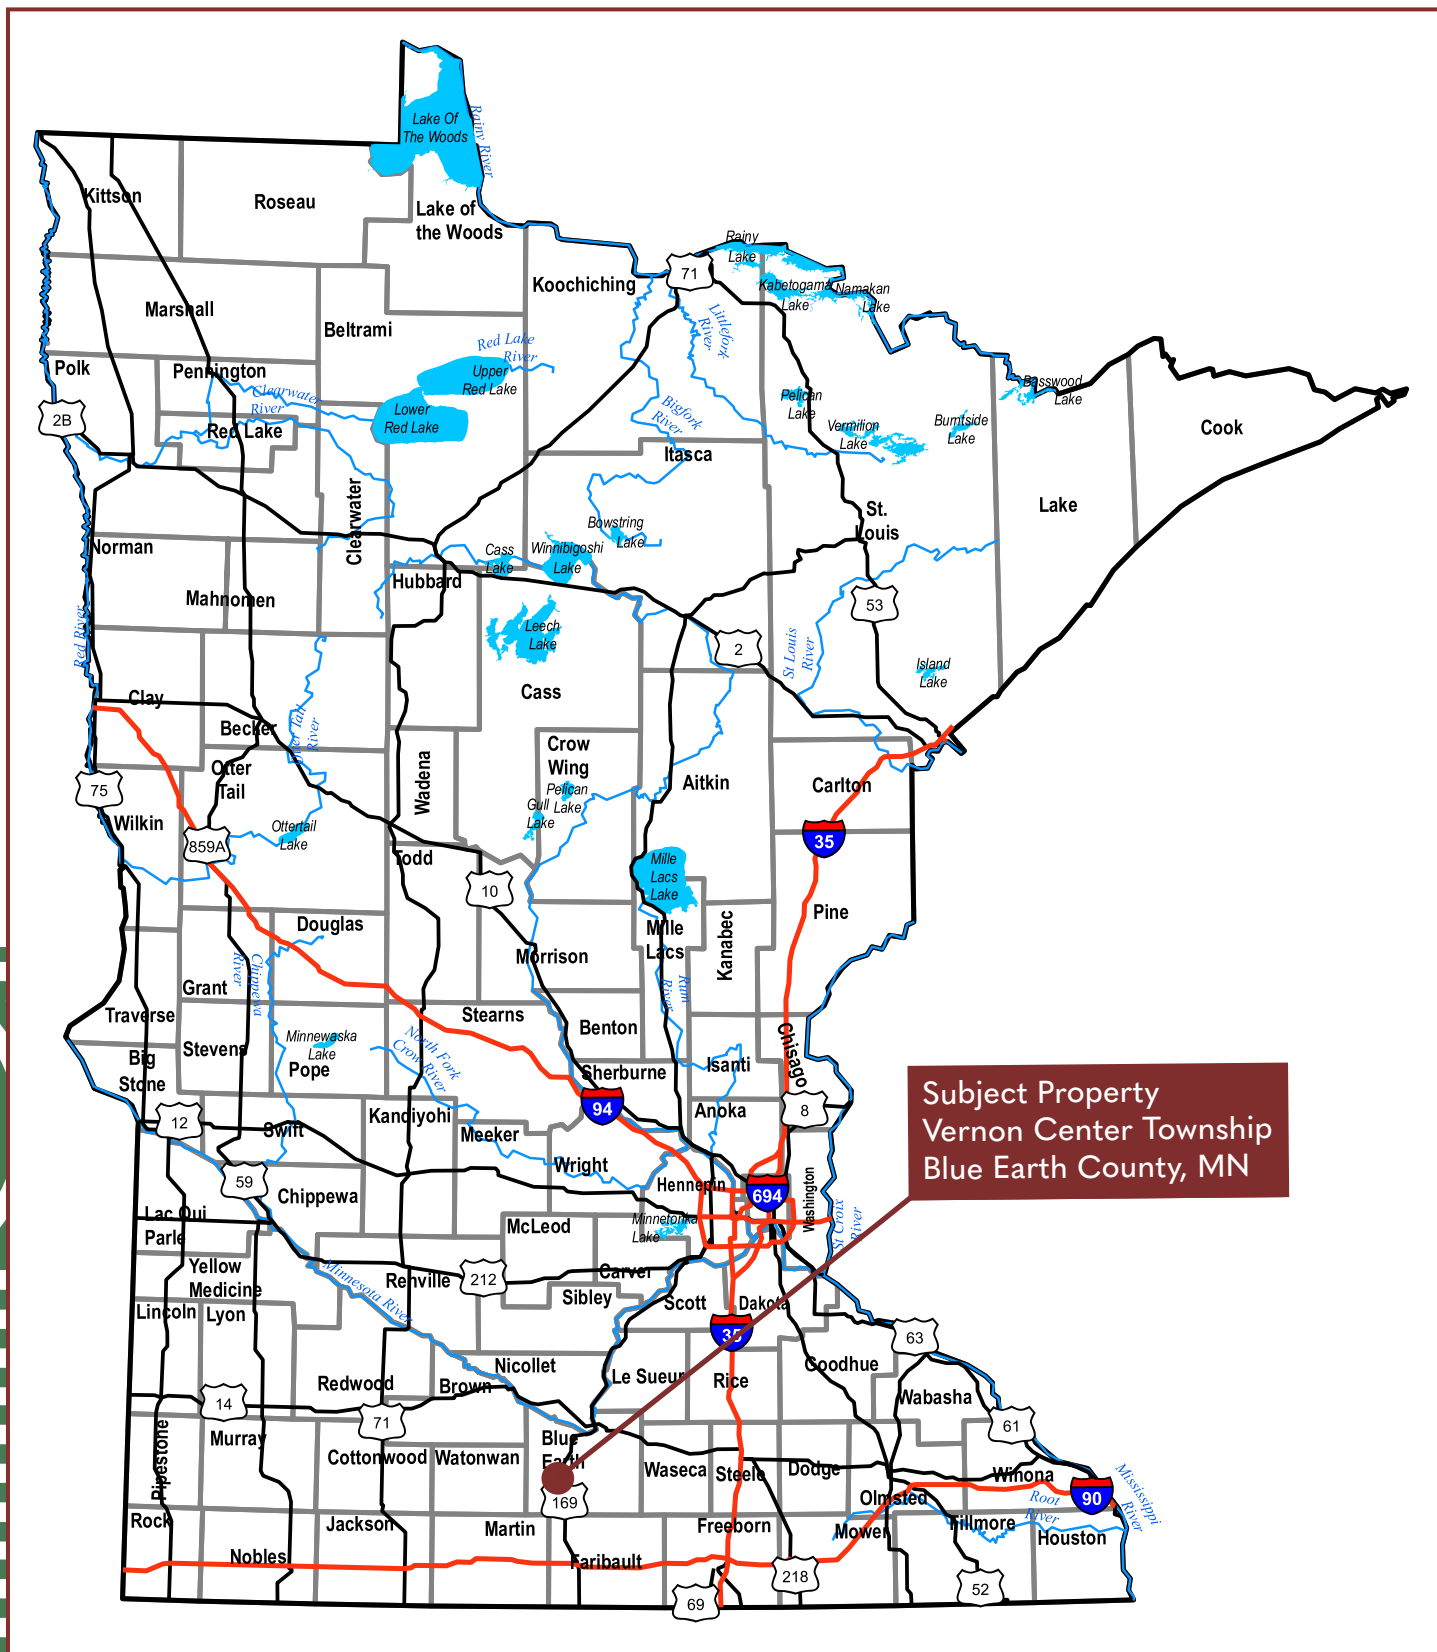 Lake Of
The Woods
Rainy River
Kittson
Roseau
Lake of
the Woods
Rainy
Lake
71
Koochiching
Kabetogama
Lake
Namakan
Lake
Marshall
Beltrami
Littlefork
River
Red Lake
River
Polk
Pennington
Upper
Red Lake
Clearwater
River
Basswood
Lake
Pelican
Lake
Lower
Red Lake
Bigfork
River
2B
Red Lake
Vermilion
Lake
Burntside
Lake
Cook
Itasca
Clearwater
Lake
St.
Louis
Bowstring
Lake
Norman
Cass
Lake
Winnibigoshi
Lake
Hubbard
Mahnomen
53
Red River
Leech
Lake
2
St Louis
River
Island
Lake
Clay
Cass
Becker
Otter Tail
River
Crow
Wing
Otter
Tail
Wadena
Aitkin
Carlton
75
Pelican
Lake
Gull
Lake
Wilkin
Ottertail
Lake
859A
35
Todd
Mille
Lacs
Lake
10
Pine
Douglas
Mille
Lacs
Kanabec
Morrison
Chippewa
River
Grant
Rum
River
Traverse
Stearns
Benton
Minnewaska
Lake
North Fork
Crow River
Chisago
Big
Stone
Stevens
Pope
Sherburne
Isanti
Subject Property
Vernon Center Township
Blue Earth County, MN
94
Anoka
8
12
Swift
Kandiyohi
Meeker
Wright
59
Chippewa
Hennepin
694
Washington
Lac Qui
Parle
McLeod
Minnetonka
Lake
St Croix
River
Yellow
Medicine
Minnesota River
Renville
212
Carver
Sibley
Scott
Dakota
Lincoln
Lyon
35
63
Nicollet
Goodhue
Redwood
Brown
Le Sueur
Rice
Wabasha
14
71
61
Murray
Pipestone
Cottonwood
Watonwan
Blue
Earth
Waseca
Steele
Dodge
Winona
Olmsted
90
Mississippi
River
169
Root
River
Rock
Jackson
Martin
Freeborn
Mower
Fillmore
Houston
Nobles
Faribault
218
52
69